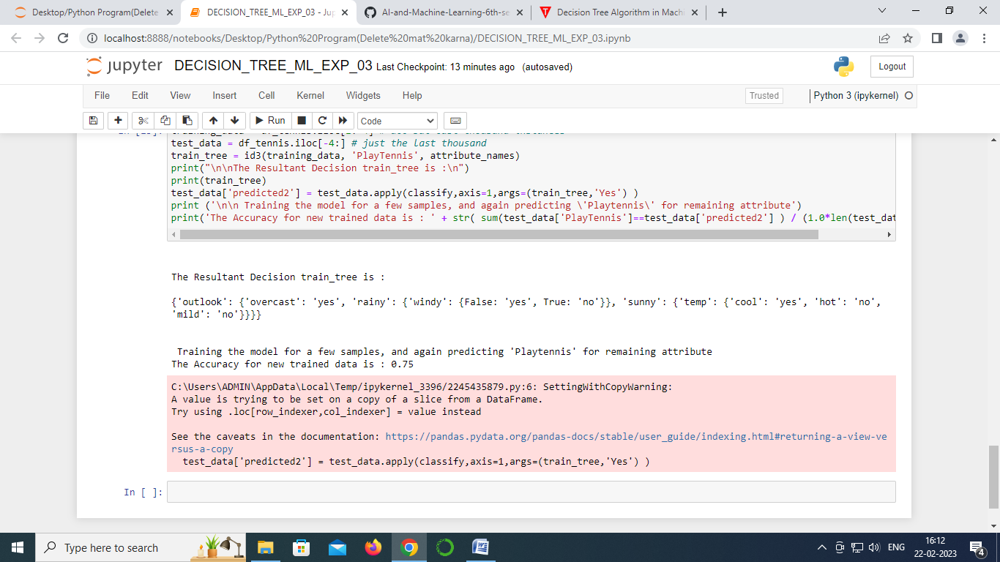 Desktop/Python Program(Delete
DECISION_TREE_ML_EXP_03 - Jup
AI-and-Machine-Learning-6th-se
Decision Tree Algorithm in Machi
localhost:8888/notebooks/Desktop/Python%20Program(Delete%20mat%20karna)/DECISION_TREE_ML_EXP_03.ipynb
jupyter DECISION_TREE_ML_EXP_03 Last Checkpoint: 13 minutes ago (autosaved)
Logout
File Edit View Insert Cell Kernel Widgets Help
Trusted
Python 3 (ipykernel)
Run
Code
test_data = df_tennis.iloc[-4:] # just the last thousand
train_tree = id3(training_data, 'PlayTennis', attribute_names)
print("\n\nThe Resultant Decision train_tree is :\n")
print(train_tree)
test_data['predicted2'] = test_data.apply(classify,axis=1,args=(train_tree,'Yes') )
print ('\n\n Training the model for a few samples, and again predicting \'Playtennis\' for remaining attribute')
print('The Accuracy for new trained data is : ' + str( sum(test_data['PlayTennis']==test_data['predicted2'] ) / (1.0*len(test_dat
The Resultant Decision train_tree is :
{'outlook': {'overcast': 'yes', 'rainy': {'windy': {False: 'yes', True: 'no'}}, 'sunny': {'temp': {'cool': 'yes', 'hot': 'no',
'mild': 'no'}}}}
Training the model for a few samples, and again predicting 'Playtennis' for remaining attribute
The Accuracy for new trained data is : 0.75
C:\Users\ADMIN\AppData\Local\Temp/ipykernel_3396/2245435879.py:6: SettingWithCopyWarning:
A value is trying to be set on a copy of a slice from a DataFrame.
Try using .loc[row_indexer,col_indexer] = value instead
See the caveats in the documentation: https://pandas.pydata.org/pandas-docs/stable/user_guide/indexing.html#returning-a-view-ve
rsus-a-copy
test_data['predicted2'] = test_data.apply(classify,axis=1,args=(train_tree,'Yes') )
In [ ]:
Type here to search
ENG
16:12
22-02-2023
4